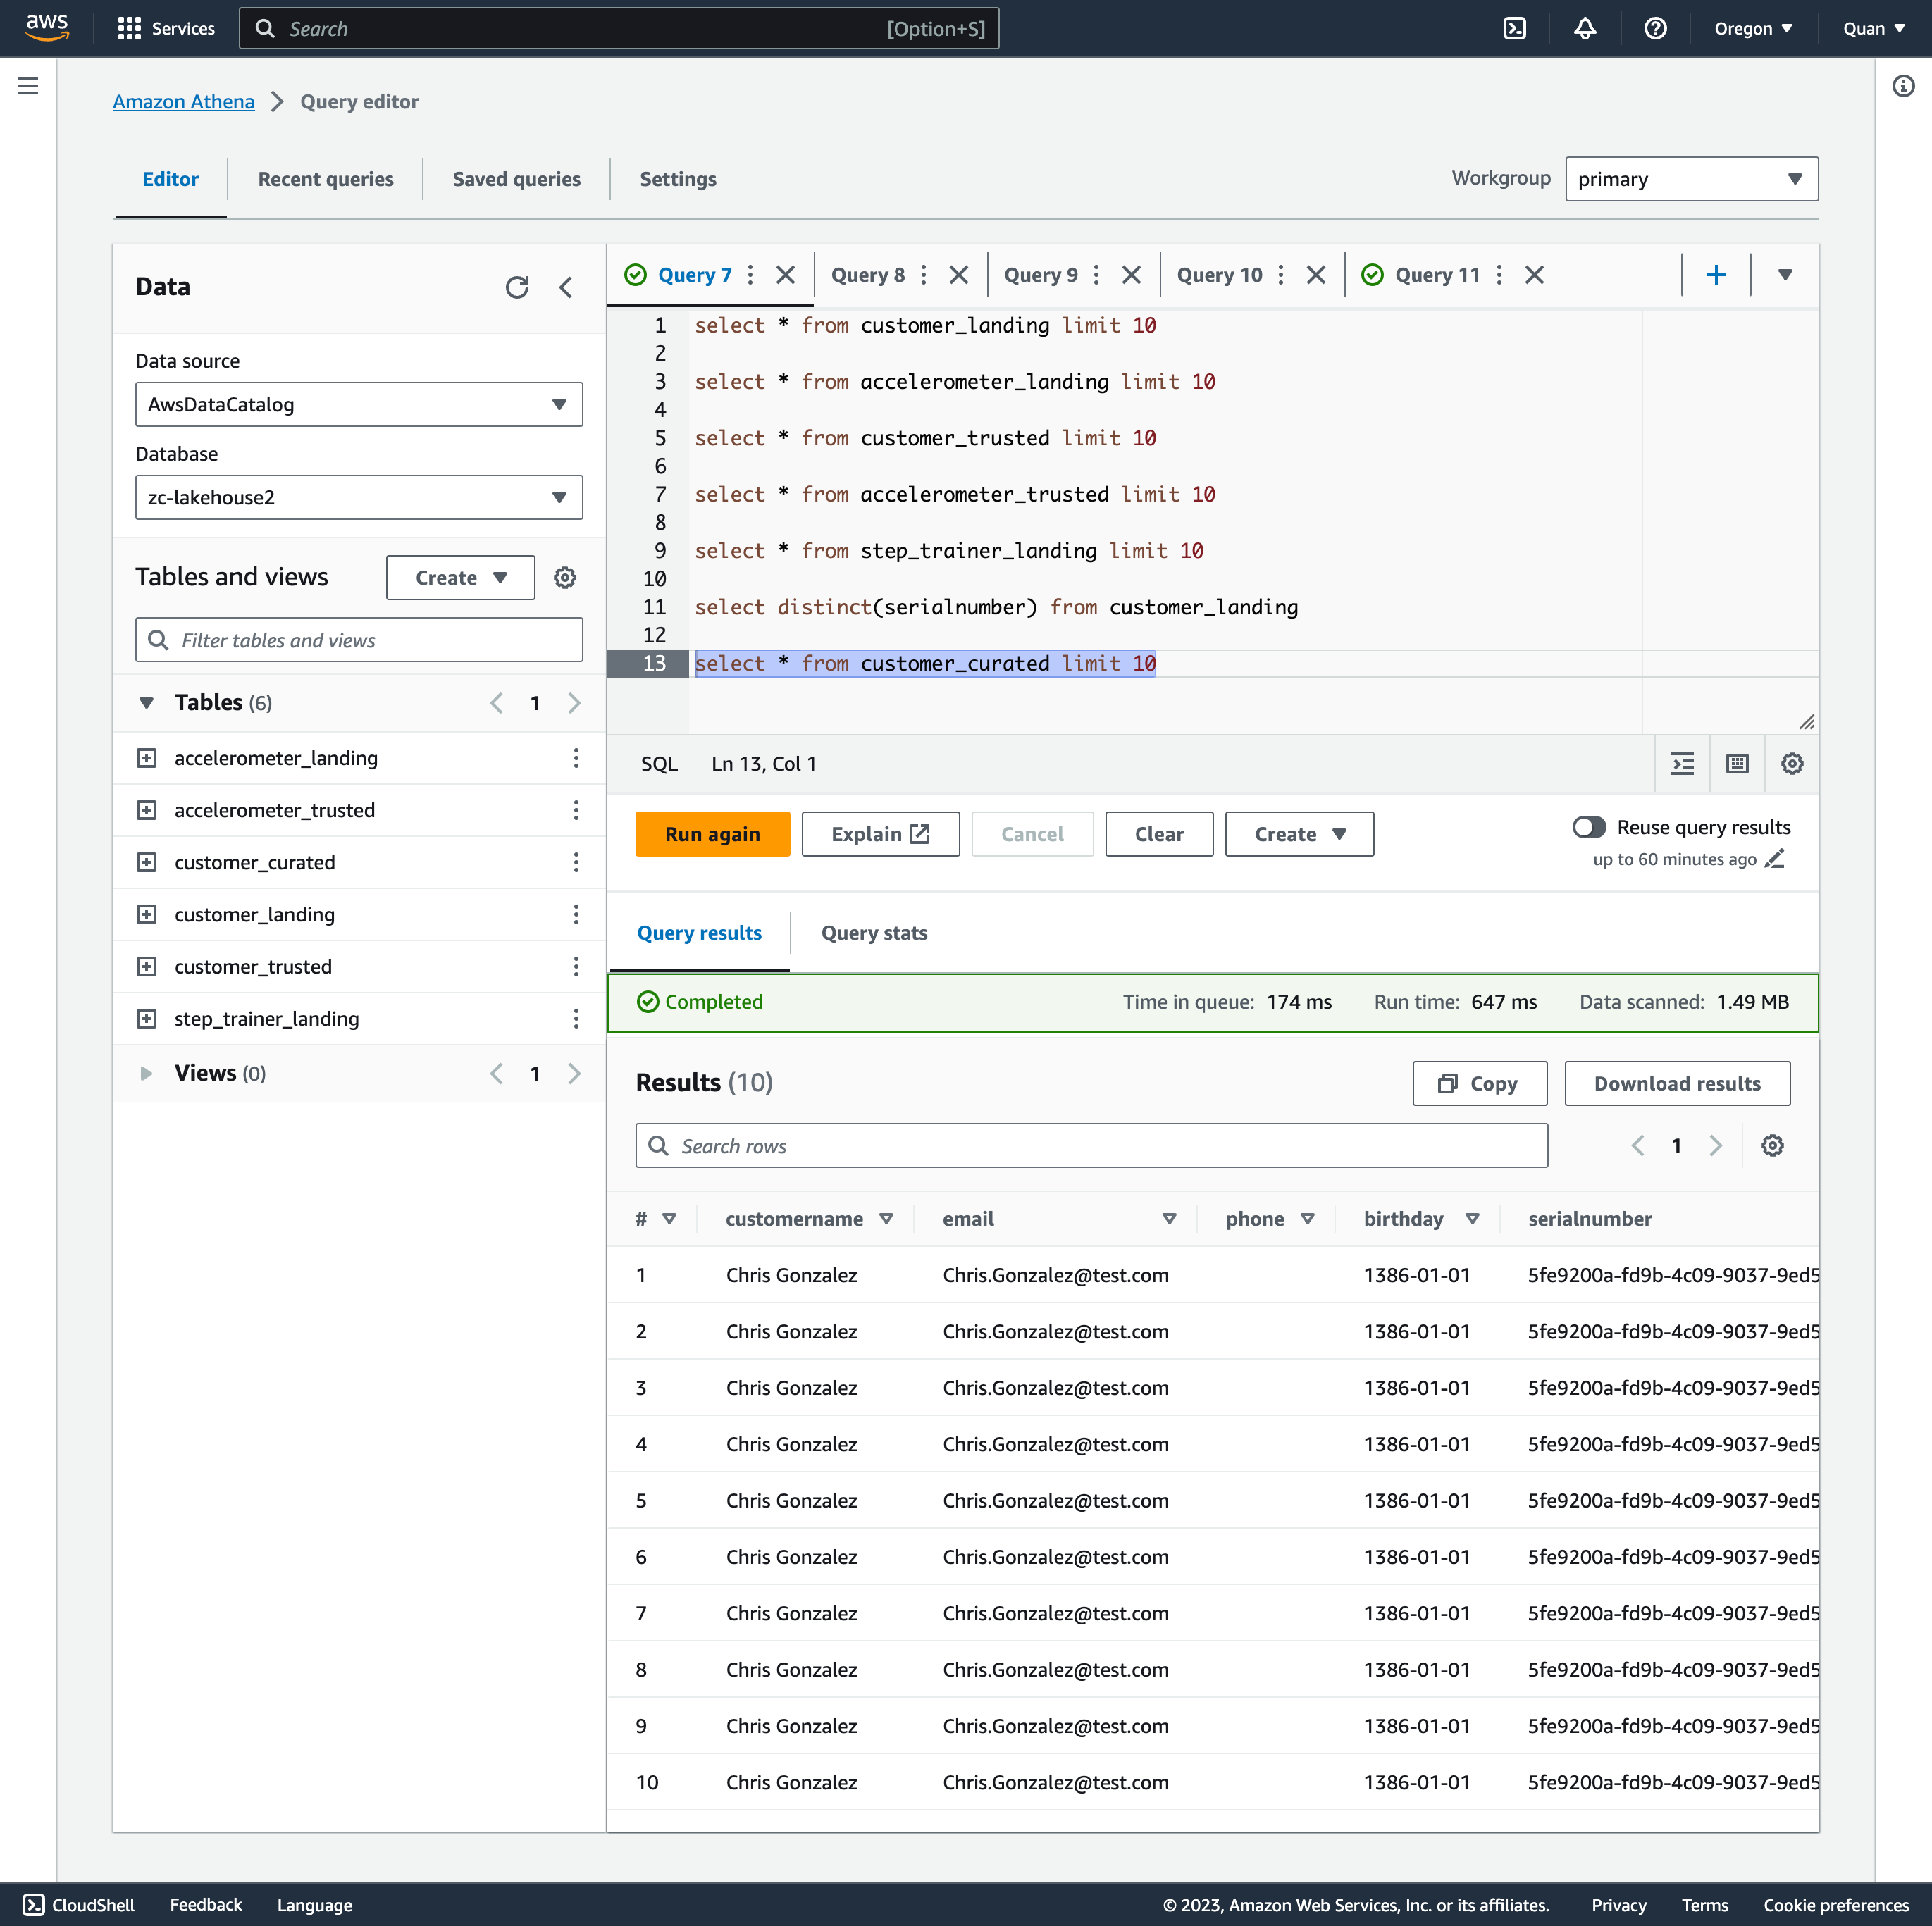 aws Services Search [Option+S] Oregon Quan
Amazon Athena Query editor
Editor Recent queries Saved queries Settings Workgroup primary
Data
Data source
AwsDataCatalog
Database
zc-lakehouse2
Tables and views Create
Filter tables and views
Tables (6) 1
accelerometer_landing
accelerometer_trusted
customer_curated
customer_landing
customer_trusted
step_trainer_landing
Views (0) 1
Query 7 Query 8 Query 9 Query 10 Query 11
1 select * from customer_landing limit 10
2
3 select * from accelerometer_landing limit 10
4
5 select * from customer_trusted limit 10
6
7 select * from accelerometer_trusted limit 10
8
9 select * from step_trainer_landing limit 10
10
11 select distinct(serialnumber) from customer_landing
12
13 select * from customer_curated limit 10
SQL Ln 13, Col 1
Run again Explain Cancel Clear Create Reuse query results
up to 60 minutes ago
Query results Query stats
Completed Time in queue: 174 ms Run time: 647 ms Data scanned: 1.49 MB
Results (10) Copy Download results
Search rows 1
# customername email phone birthday serialnumber
1 Chris Gonzalez Chris.Gonzalez@test.com 1386-01-01 5fe9200a-fd9b-4c09-9037-9ed5
2 Chris Gonzalez Chris.Gonzalez@test.com 1386-01-01 5fe9200a-fd9b-4c09-9037-9ed5
3 Chris Gonzalez Chris.Gonzalez@test.com 1386-01-01 5fe9200a-fd9b-4c09-9037-9ed5
4 Chris Gonzalez Chris.Gonzalez@test.com 1386-01-01 5fe9200a-fd9b-4c09-9037-9ed5
5 Chris Gonzalez Chris.Gonzalez@test.com 1386-01-01 5fe9200a-fd9b-4c09-9037-9ed5
6 Chris Gonzalez Chris.Gonzalez@test.com 1386-01-01 5fe9200a-fd9b-4c09-9037-9ed5
7 Chris Gonzalez Chris.Gonzalez@test.com 1386-01-01 5fe9200a-fd9b-4c09-9037-9ed5
8 Chris Gonzalez Chris.Gonzalez@test.com 1386-01-01 5fe9200a-fd9b-4c09-9037-9ed5
9 Chris Gonzalez Chris.Gonzalez@test.com 1386-01-01 5fe9200a-fd9b-4c09-9037-9ed5
10 Chris Gonzalez Chris.Gonzalez@test.com 1386-01-01 5fe9200a-fd9b-4c09-9037-9ed5
CloudShell Feedback Language © 2023, Amazon Web Services, Inc. or its affiliates. Privacy Terms Cookie preferences